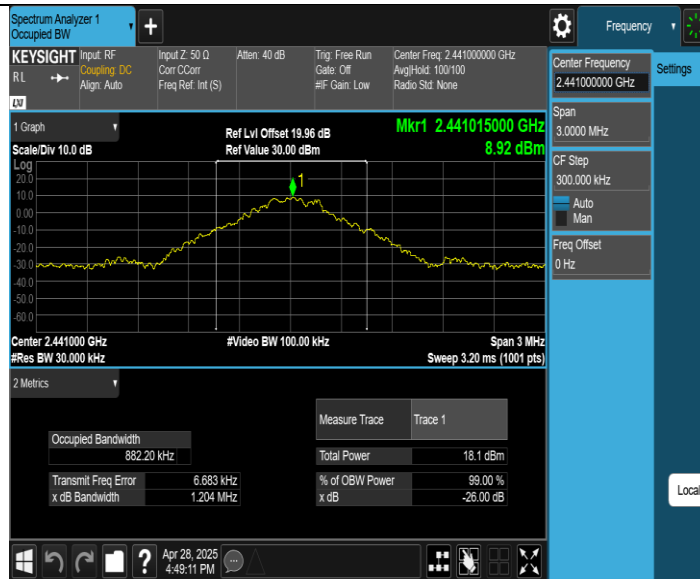 Spectrum Analyzer 1
Occupied BW
+
Frequency
KEYSIGHT
RL
Input: RF
Coupling: DC
Align: Auto
Input Z: 50 Ω
Corr CCorr
Freq Ref: Int (S)
Atten: 40 dB
Trig: Free Run
Gate: Off
#IF Gain: Low
Center Freq: 2.441000000 GHz
Avg|Hold: 100/100
Radio Std: None
LXI
Center Frequency
2.441000000 GHz
Settings
Span
3.0000 MHz
CF Step
300.000 kHz
Auto
Man
Freq Offset
0 Hz
1 Graph
Scale/Div 10.0 dB
Ref Lvl Offset 19.96 dB
Ref Value 30.00 dBm
Mkr1 2.441015000 GHz
8.92 dBm
Log
20.0
10.0
0.00
-10.0
-20.0
-30.0
-40.0
-50.0
-60.0
1
Center 2.441000 GHz
#Res BW 30.000 kHz
#Video BW 100.00 kHz
Span 3 MHz
Sweep 3.20 ms (1001 pts)
2 Metrics
Measure Trace Trace 1
Occupied Bandwidth
882.20 kHz
Total Power 18.1 dBm
Transmit Freq Error 6.683 kHz
% of OBW Power 99.00 %
x dB Bandwidth 1.204 MHz
x dB -26.00 dB
Local
?
Apr 28, 2025
4:49:11 PM